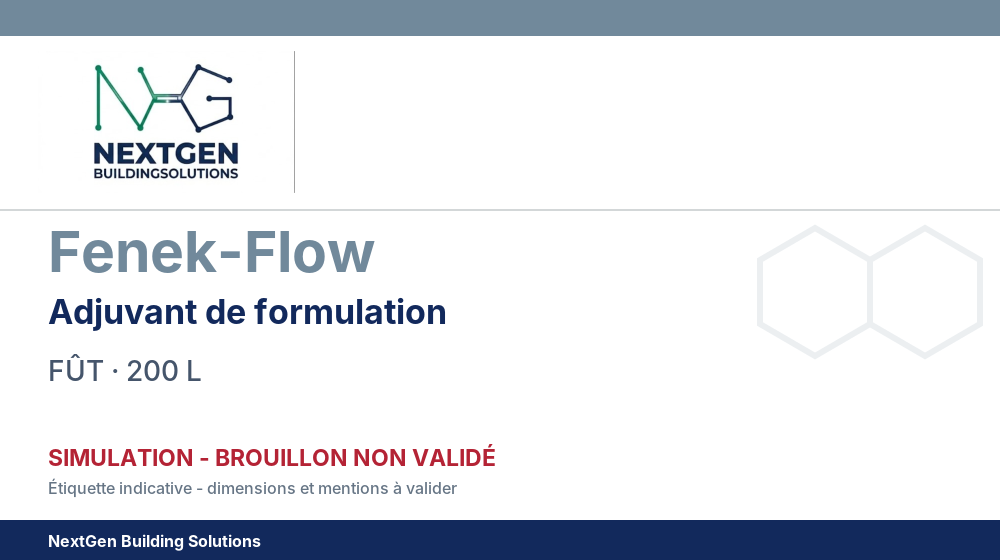 NEXTGEN
BUILDINGSOLUTIONS
Fenek-Flow
Adjuvant de formulation
FÛT · 200 L
SIMULATION - BROUILLON NON VALIDÉ
Étiquette indicative - dimensions et mentions à valider
NextGen Building Solutions